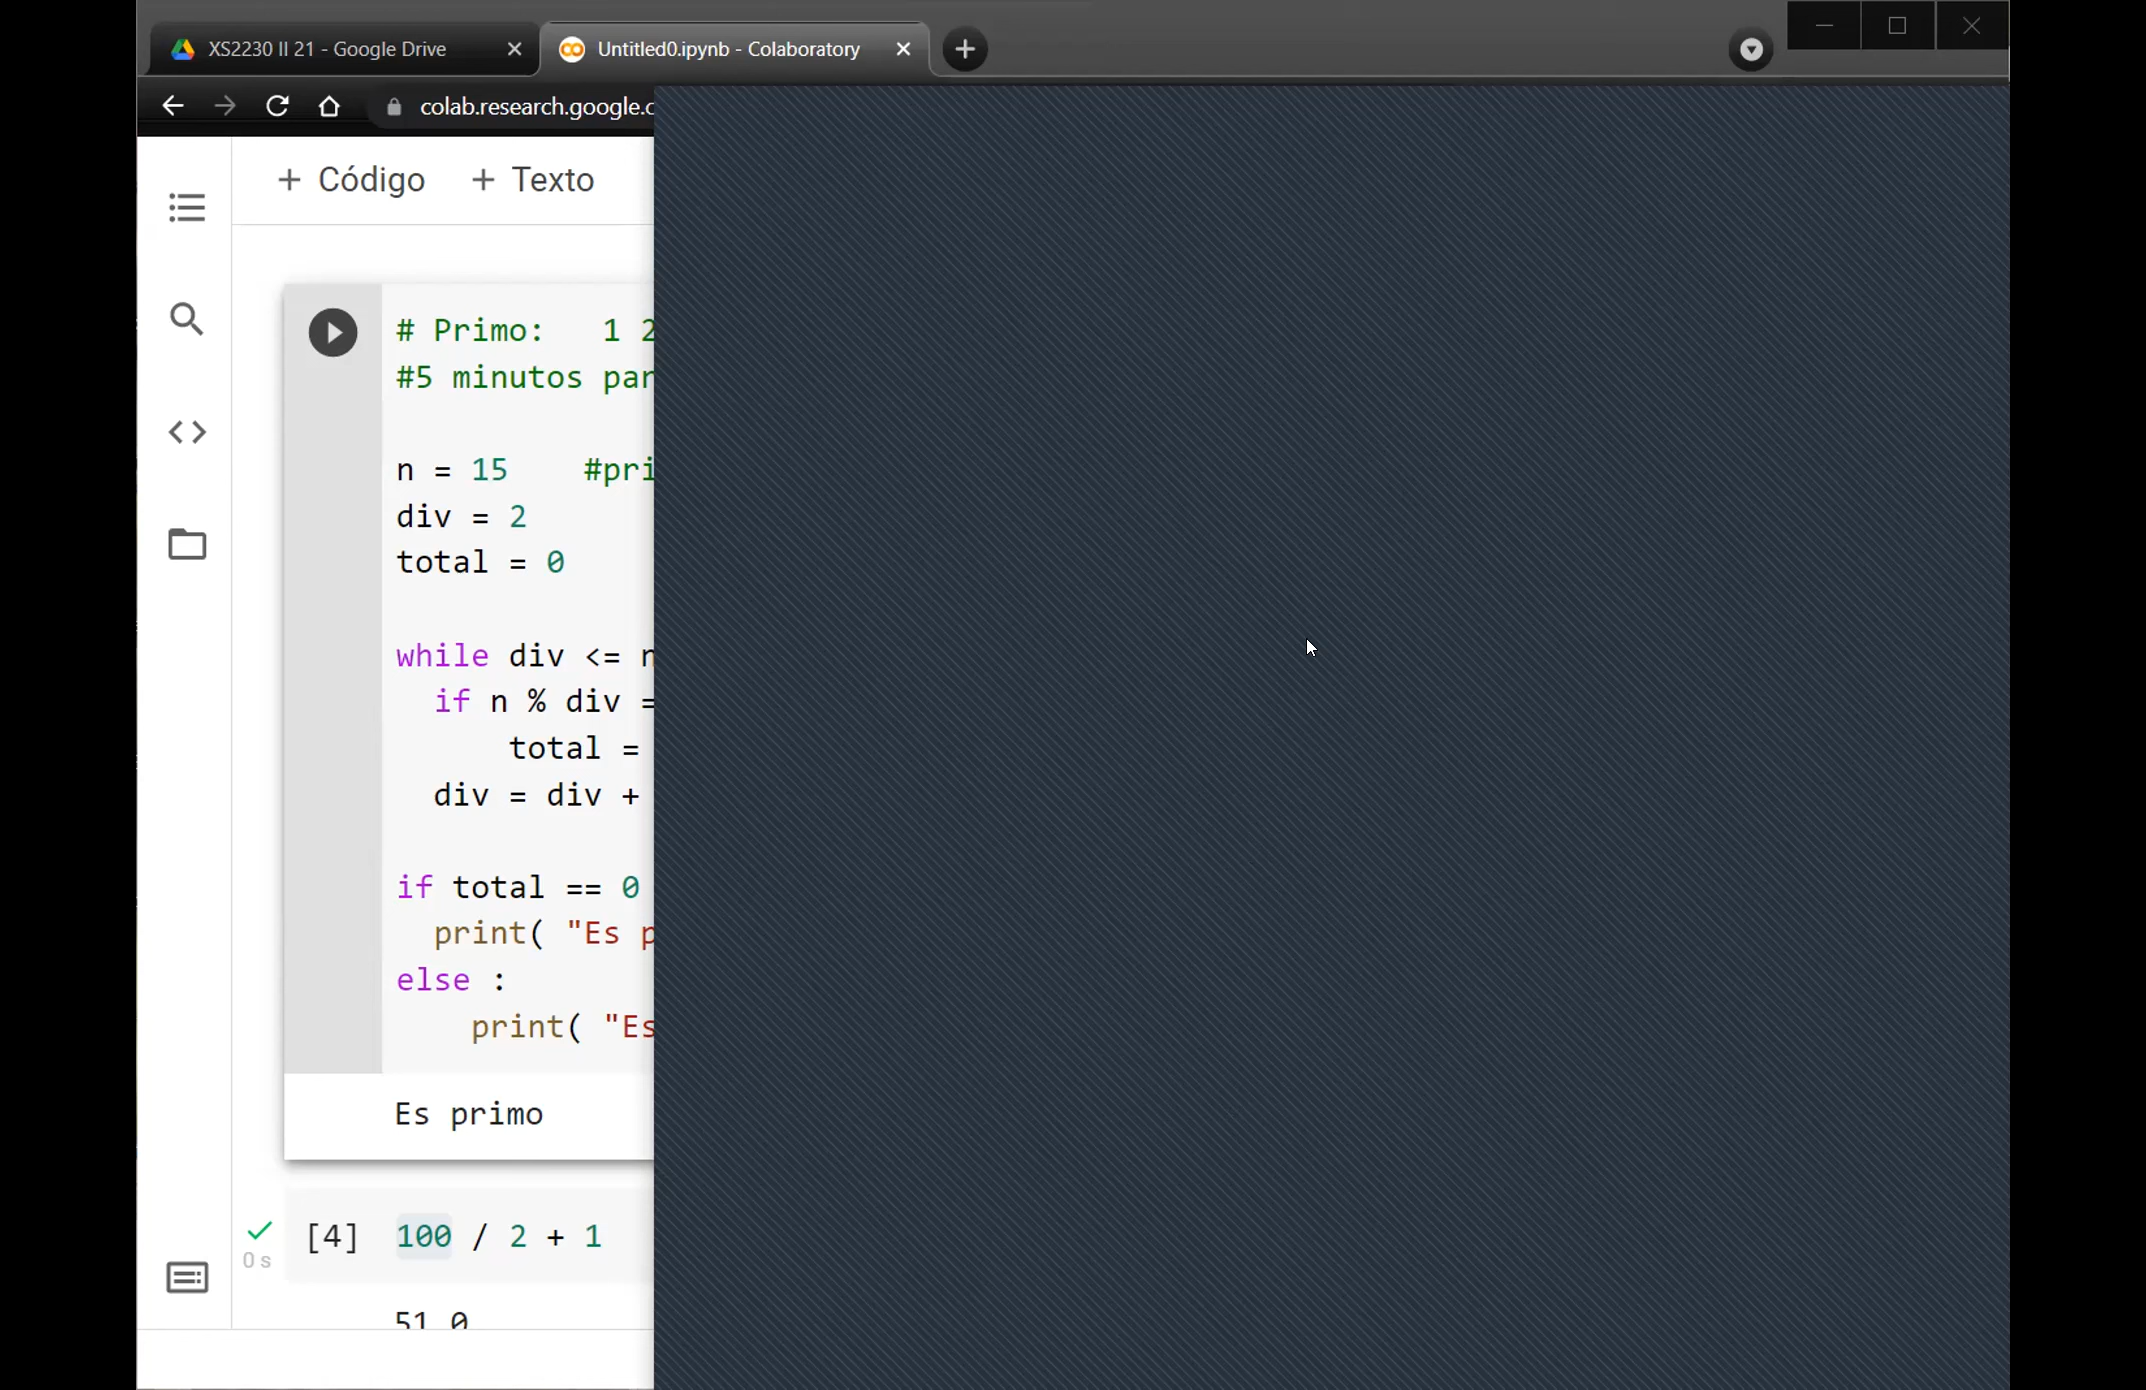 XS2230 II 21 - Google Drive
Untitled0.ipynb - Colaboratory
colab.research.google.c
+ Código + Texto
# Primo: 1 2
#5 minutos par
n = 15 #pri
div = 2
total = 0
while div <= n
if n % div =
total =
div = div +
if total == 0
print( "Es p
else :
print( "Es
Es primo
[4] 100 / 2 + 1
0 s
51.0